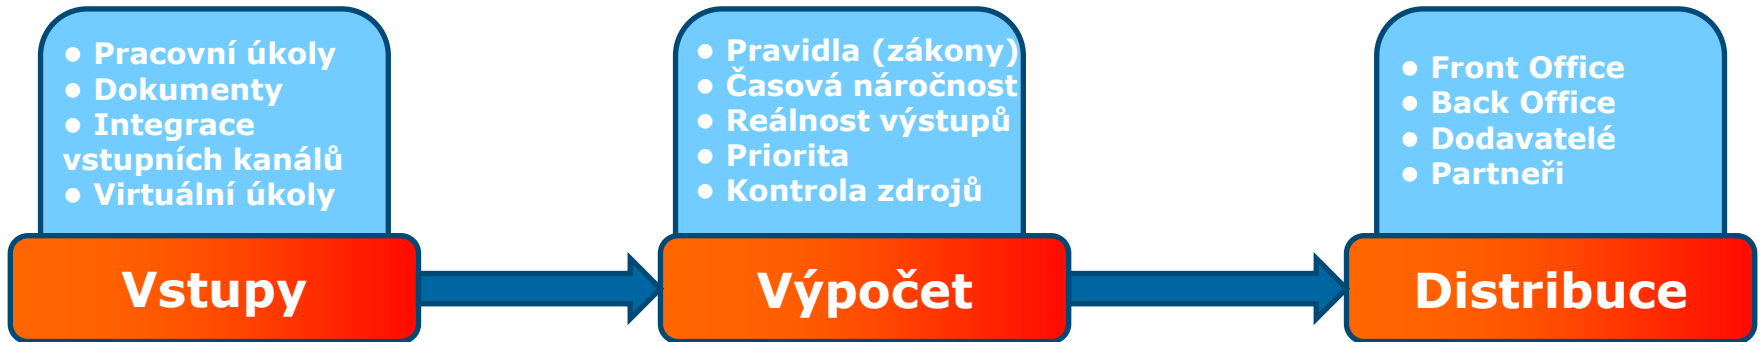 ● Pracovní úkoly
● Dokumenty
● Integrace
vstupních kanálů
● Virtuální úkoly
Vstupy
● Pravidla (zákony)
● Časová náročnost
● Reálnost výstupů
● Priorita
● Kontrola zdrojů
Výpočet
● Front Office
● Back Office
● Dodavatelé
● Partneři
Distribuce